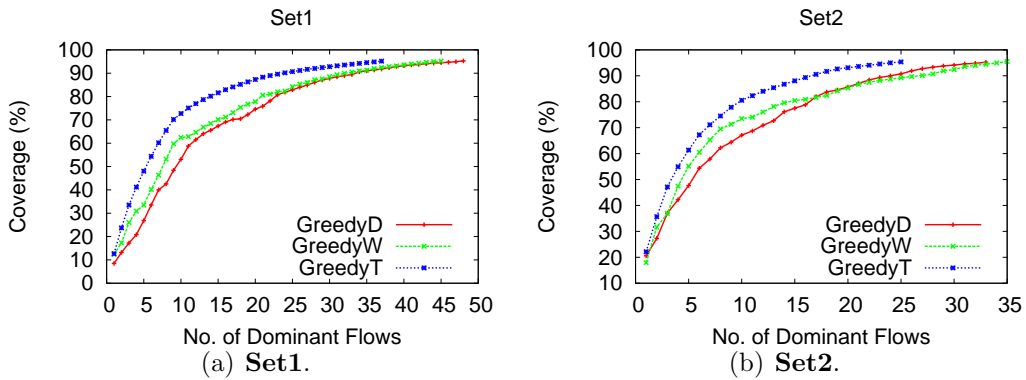 Set1
Coverage (%)
100
90
80
70
60
50
40
30
20
10
0
GreedyD
GreedyW
GreedyT
0 5 10 15 20 25 30 35 40 45 50
No. of Dominant Flows
(a) Set1.
Set2
Coverage (%)
100
90
80
70
60
50
40
30
20
10
GreedyD
GreedyW
GreedyT
0 5 10 15 20 25 30 35
No. of Dominant Flows
(b) Set2.